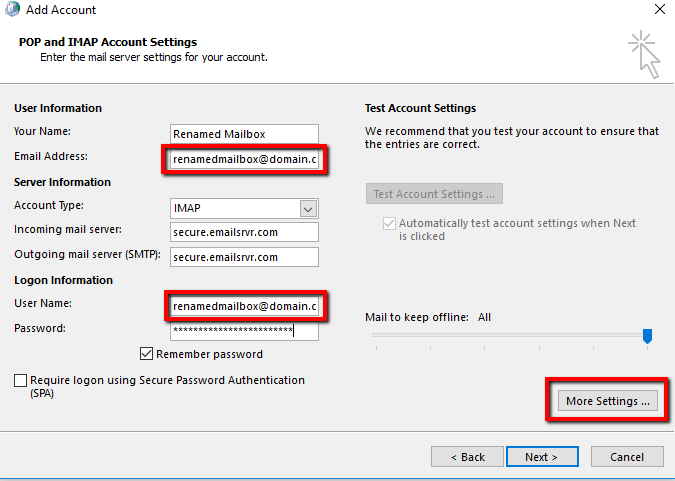 Add Account
POP and IMAP Account Settings
Enter the mail server settings for your account.
User Information
Your Name: Renamed Mailbox
Email Address: renamedmailbox@domain.c
Server Information
Account Type: IMAP
Incoming mail server: secure.emailsrvr.com
Outgoing mail server (SMTP): secure.emailsrvr.com
Logon Information
User Name: renamedmailbox@domain.c
Password: ************************
Remember password
Require logon using Secure Password Authentication
(SPA)
Test Account Settings
We recommend that you test your account to ensure that
the entries are correct.
Test Account Settings ...
Automatically test account settings when Next
is clicked
Mail to keep offline: All
More Settings ...
< Back
Next >
Cancel